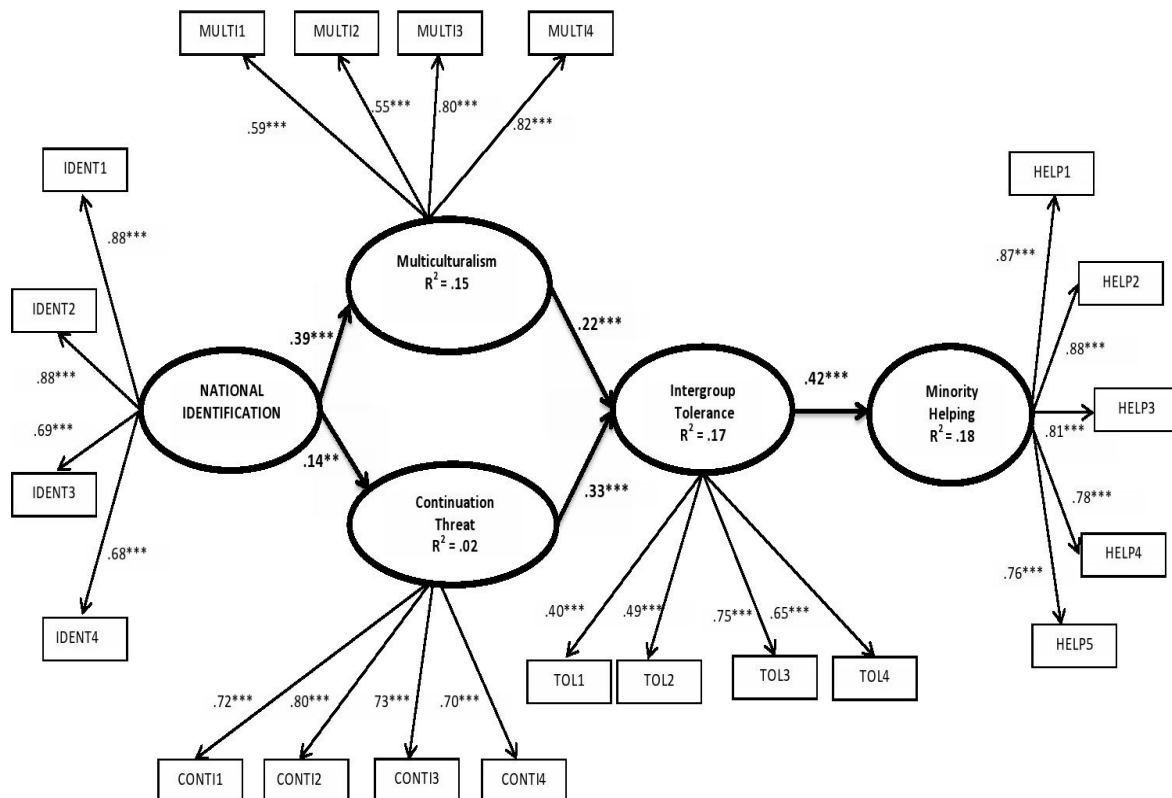 MULTI1
MULTI2
MULTI3
MULTI4
.59***
.55***
.80***
.82***
IDENT1
IDENT2
IDENT3
IDENT4
.88***
.88***
.69***
.68***
NATIONAL
IDENTIFICATION
.39***
.14**
Multiculturalism
R² = .15
Continuation
Threat
R² = .02
.22***
.33***
Intergroup
Tolerance
R² = .17
.42***
Minority
Helping
R² = .18
HELP1
HELP2
HELP3
HELP4
HELP5
.87***
.88***
.81***
.78***
.76***
.40***
.49***
.75***
.65***
TOL1
TOL2
TOL3
TOL4
.72***
.80***
73***
.70***
CONTI1
CONTI2
CONTI3
CONTI4